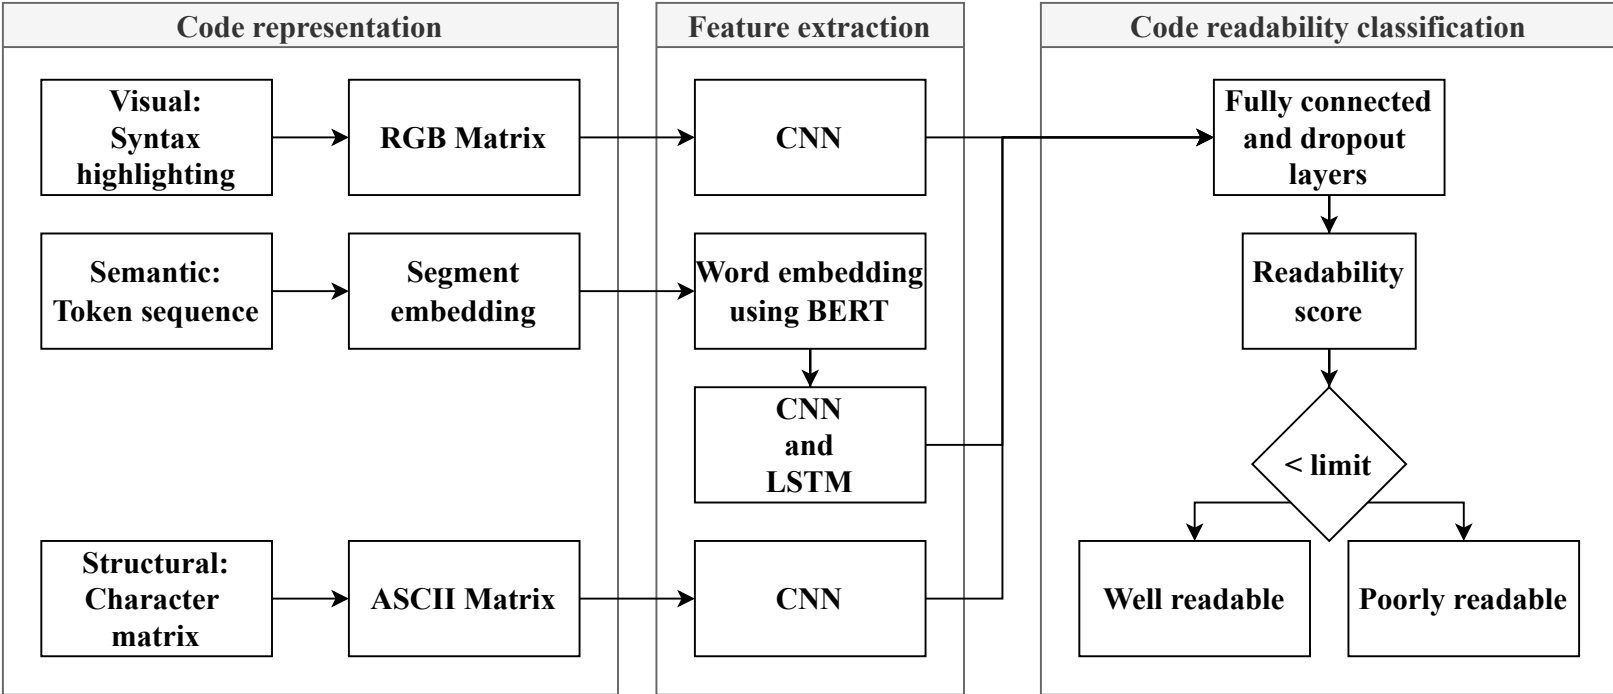 Code representation
Feature extraction
Code readability classification
Visual:
Syntax
highlighting
RGB Matrix
CNN
Fully connected
and dropout
layers
Semantic:
Token sequence
Segment
embedding
Word embedding
using BERT
Readability
score
CNN
and
LSTM
< limit
Structural:
Character
matrix
ASCII Matrix
CNN
Well readable
Poorly readable